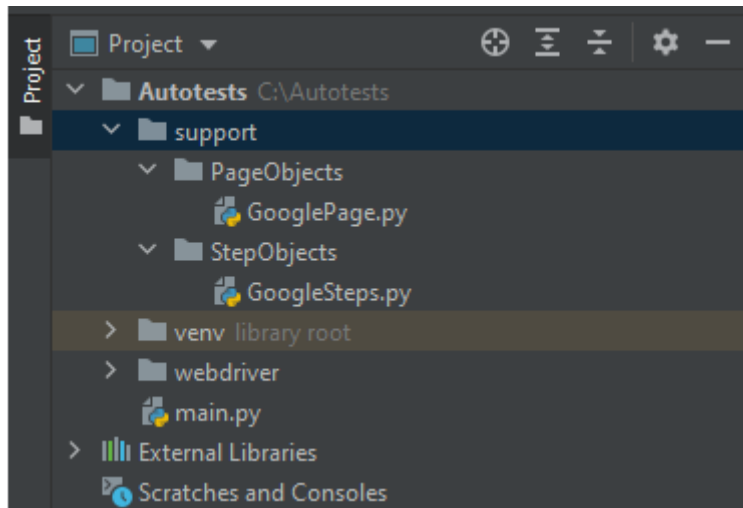 Project
Project
Autotests C:\Autotests
support
PageObjects
GooglePage.py
StepObjects
GoogleSteps.py
venv library root
webdriver
main.py
External Libraries
Scratches and Consoles